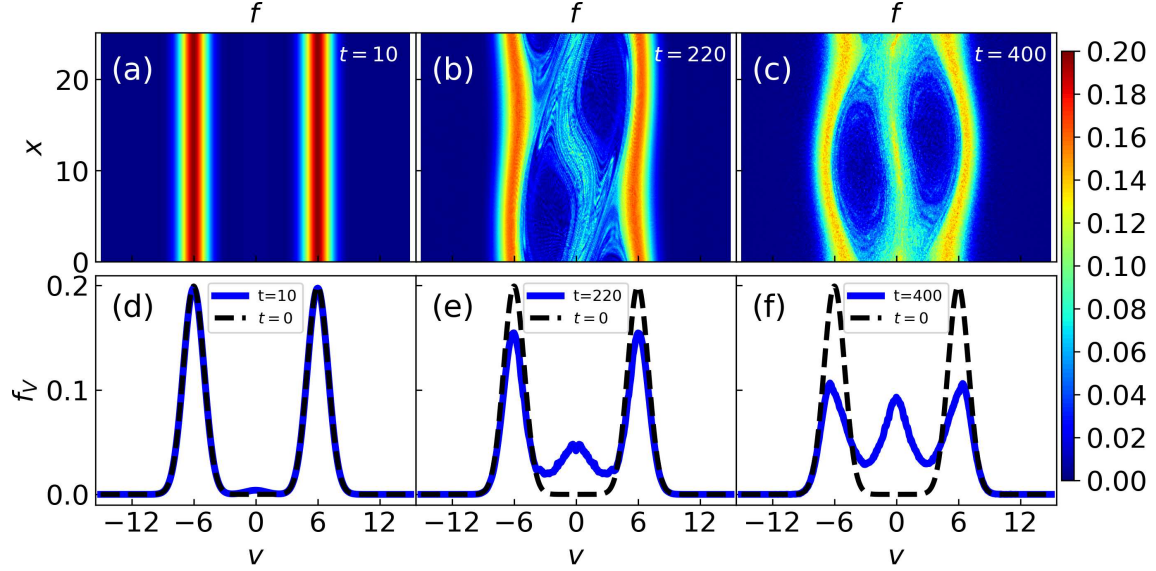 f f f
(a) t = 10 (b) t = 220 (c) t = 400
20
10
0
x
0.20
0.18
0.16
0.14
0.12
0.10
0.08
0.06
0.04
0.02
0.00
(d) t=10 t = 0
(e) t=220 t = 0
(f) t=400 t = 0
0.2
0.1
0.0
f_v
−12 −6 0 6 12 −12 −6 0 6 12 −12 −6 0 6 12
v v v